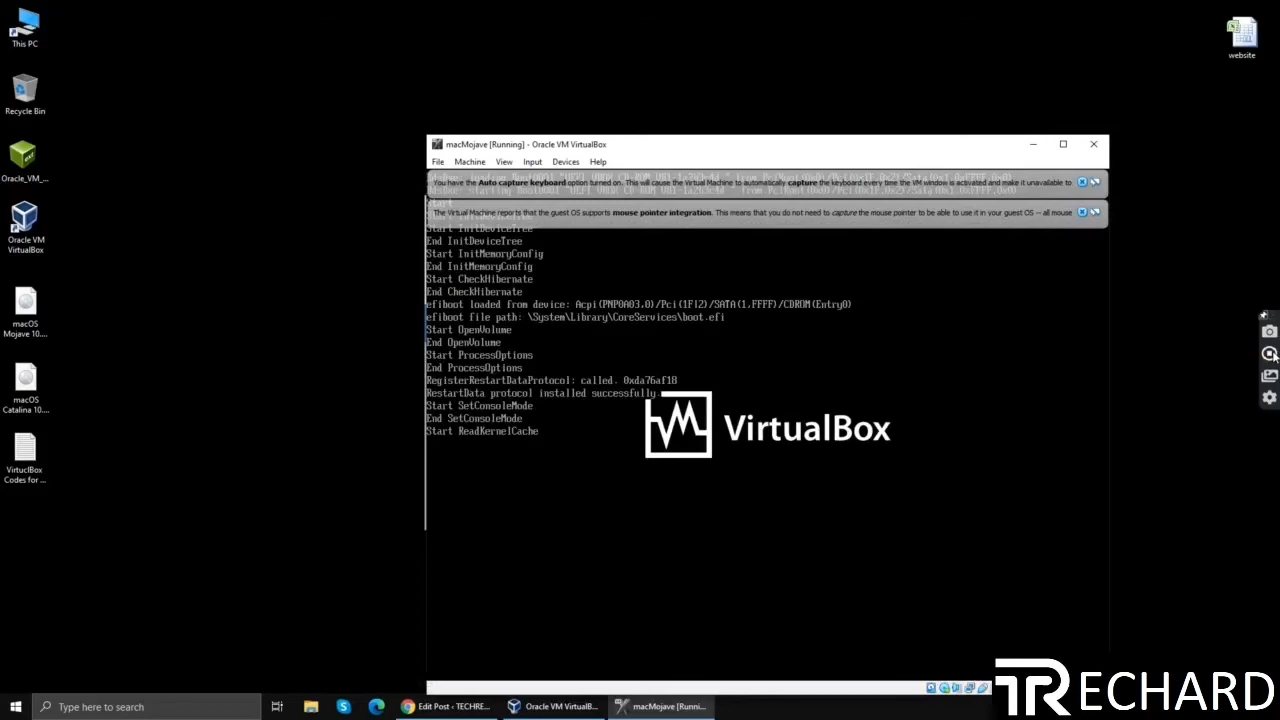 This PC
Recycle Bin
Oracle_VM_...
Oracle VM
VirtualBox
macOS
Mojave 10....
macOS
Catalina 10....
VirtuclBox
Codes for ...
website
macMojave [Running] - Oracle VM VirtualBox
File Machine View Input Devices Help
You have the Auto capture keyboard option turned on. This will cause the Virtual Machine to automatically capture the keyboard every time the VM window is activated and make it unavailable to
The Virtual Machine reports that the guest OS supports mouse pointer integration. This means that you do not need to capture the mouse pointer to be able to use it in your guest OS -- all mouse
Start InitDeviceTree
End InitDeviceTree
Start InitMemoryConfig
End InitMemoryConfig
Start CheckHibernate
End CheckHibernate
efiboot loaded from device: Acpi(PNP0A03,0)/Pci(1F|2)/SATA(1,FFFF)/CDROM(Entry0)
efiboot file path: \System\Library\CoreServices\boot.efi
Start OpenVolume
End OpenVolume
Start ProcessOptions
End ProcessOptions
RegisterRestartDataProtocol: called. 0xda76af18
RestartData protocol installed successfully.
Start SetConsoleMode
End SetConsoleMode
Start ReadKernelCache
VirtualBox
Type here to search
Edit Post - TECHRE...
Oracle VM VirtualB...
macMojave [Runni...
TRECHARD